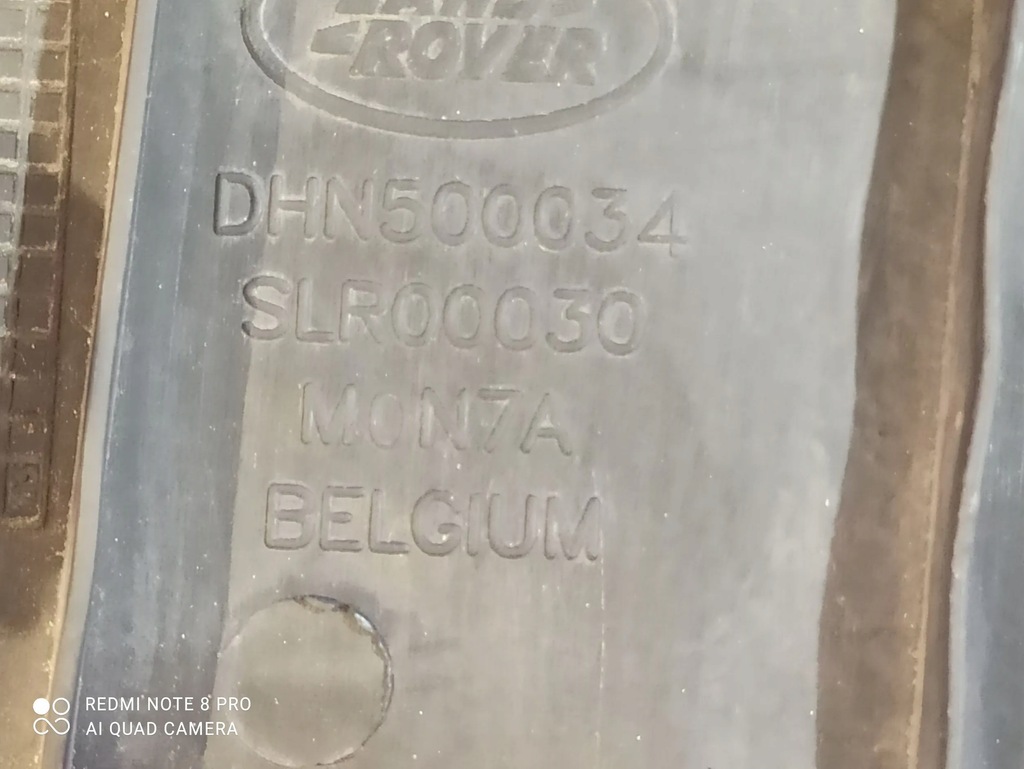 LAND
ROVER
DHN500034
SLR00030
M0N7A
BELGIUM
REDMI NOTE 8 PRO
AI QUAD CAMERA